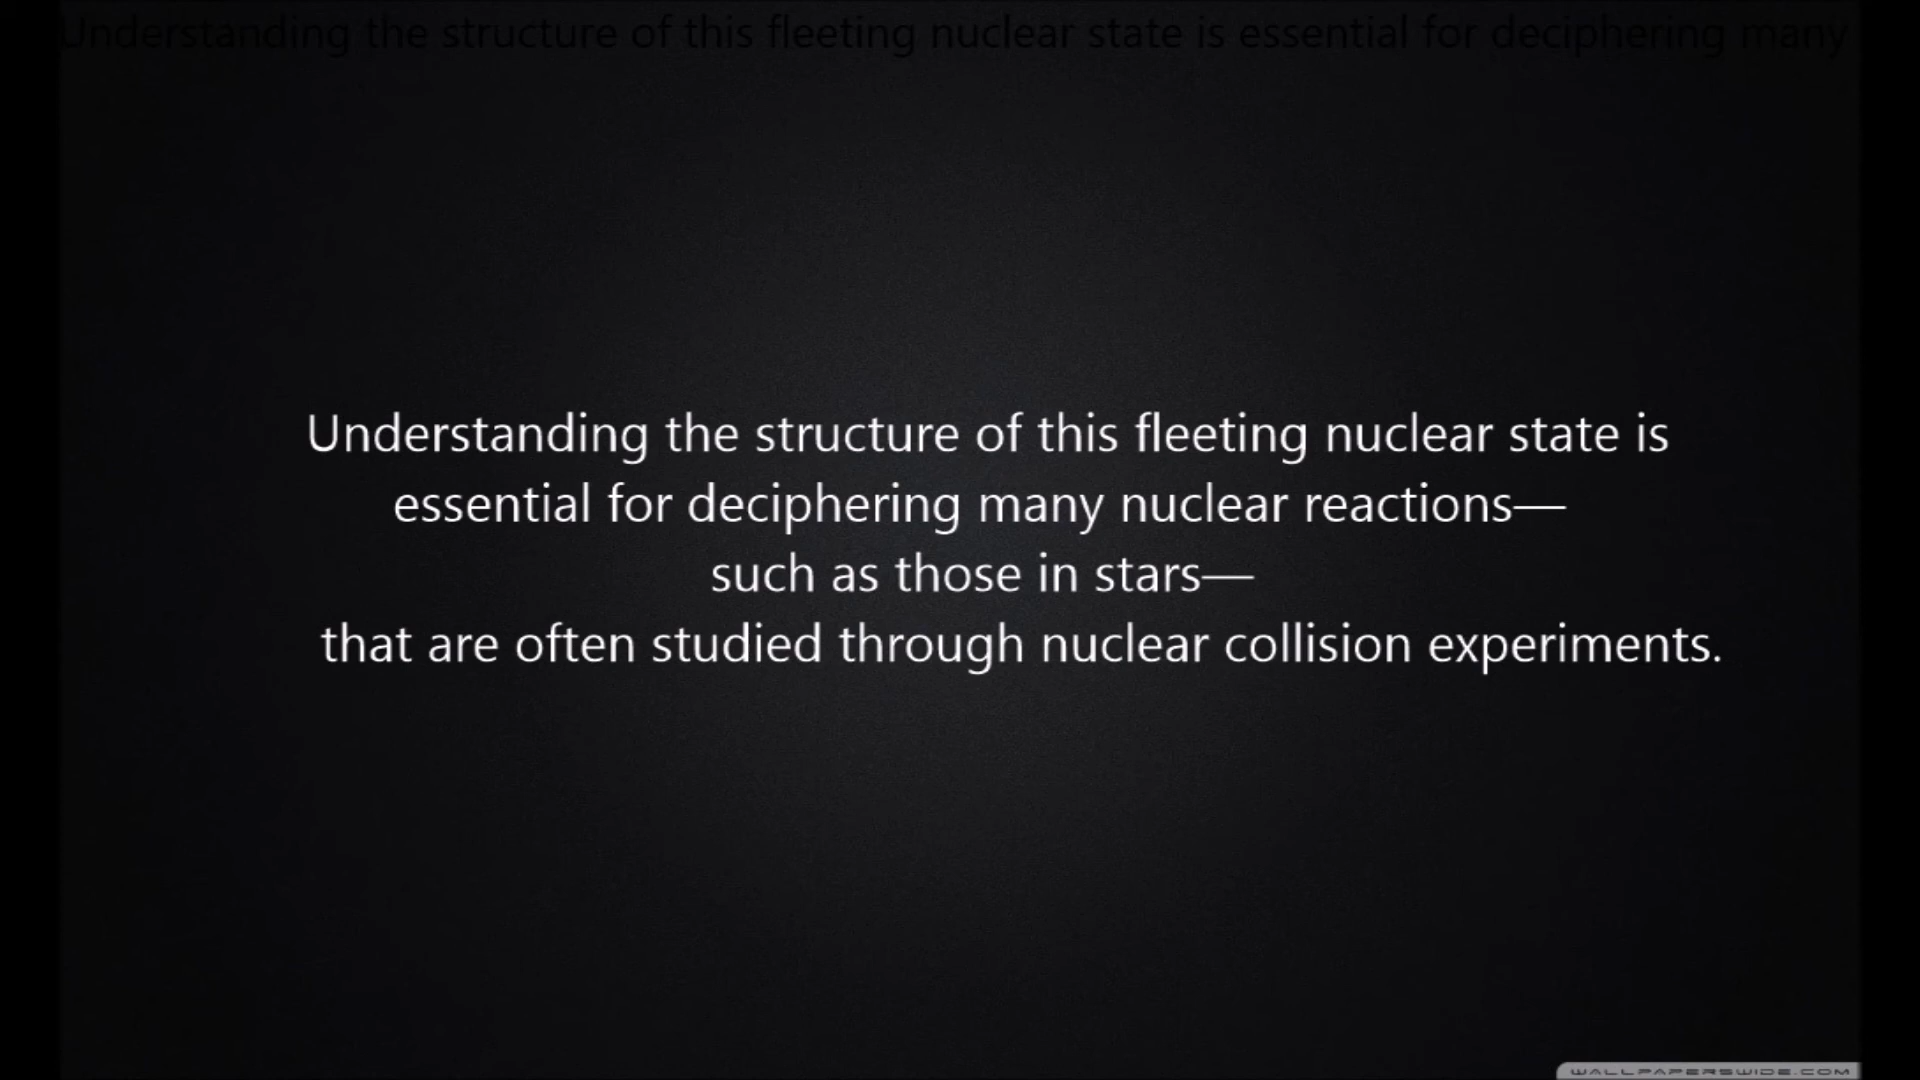 Understanding the structure of this fleeting nuclear state is essential for deciphering many
Understanding the structure of this fleeting nuclear state is
essential for deciphering many nuclear reactions—
such as those in stars—
that are often studied through nuclear collision experiments.
WALLPAPERSWIDE.COM